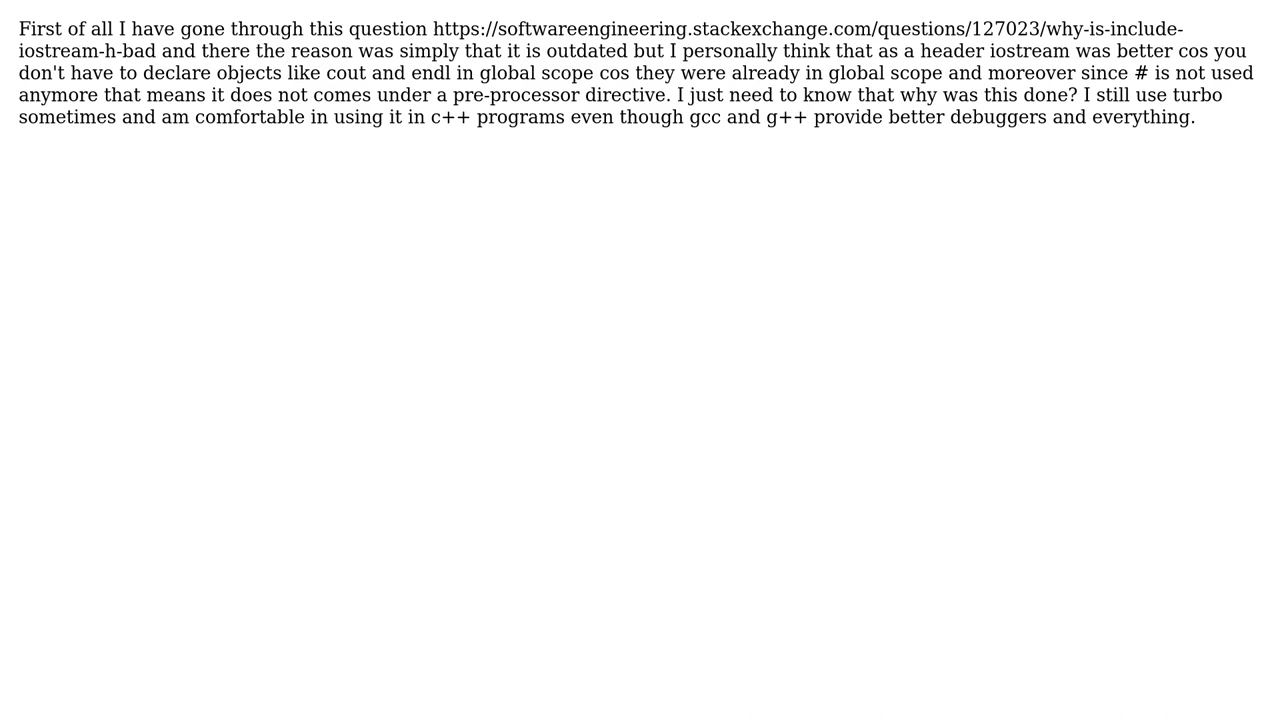 First of all I have gone through this question https://softwareengineering.stackexchange.com/questions/127023/why-is-include-
iostream-h-bad and there the reason was simply that it is outdated but I personally think that as a header iostream was better cos you
don't have to declare objects like cout and endl in global scope cos they were already in global scope and moreover since # is not used
anymore that means it does not comes under a pre-processor directive. I just need to know that why was this done? I still use turbo
sometimes and am comfortable in using it in c++ programs even though gcc and g++ provide better debuggers and everything.